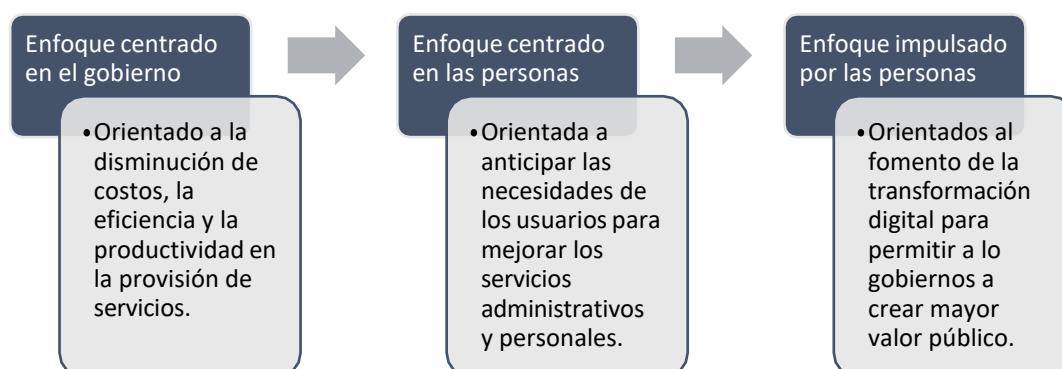 Enfoque centrado
en el gobierno
•Orientado a la
disminución de
costos, la
eficiencia y la
productividad en
la provisión de
servicios.
Enfoque centrado
en las personas
•Orientada a
anticipar las
necesidades de
los usuarios para
mejorar los
servicios
administrativos
y personales.
Enfoque impulsado
por las personas
•Orientados al
fomento de la
transformación
digital para
permitir a lo
gobiernos a
crear mayor
valor público.